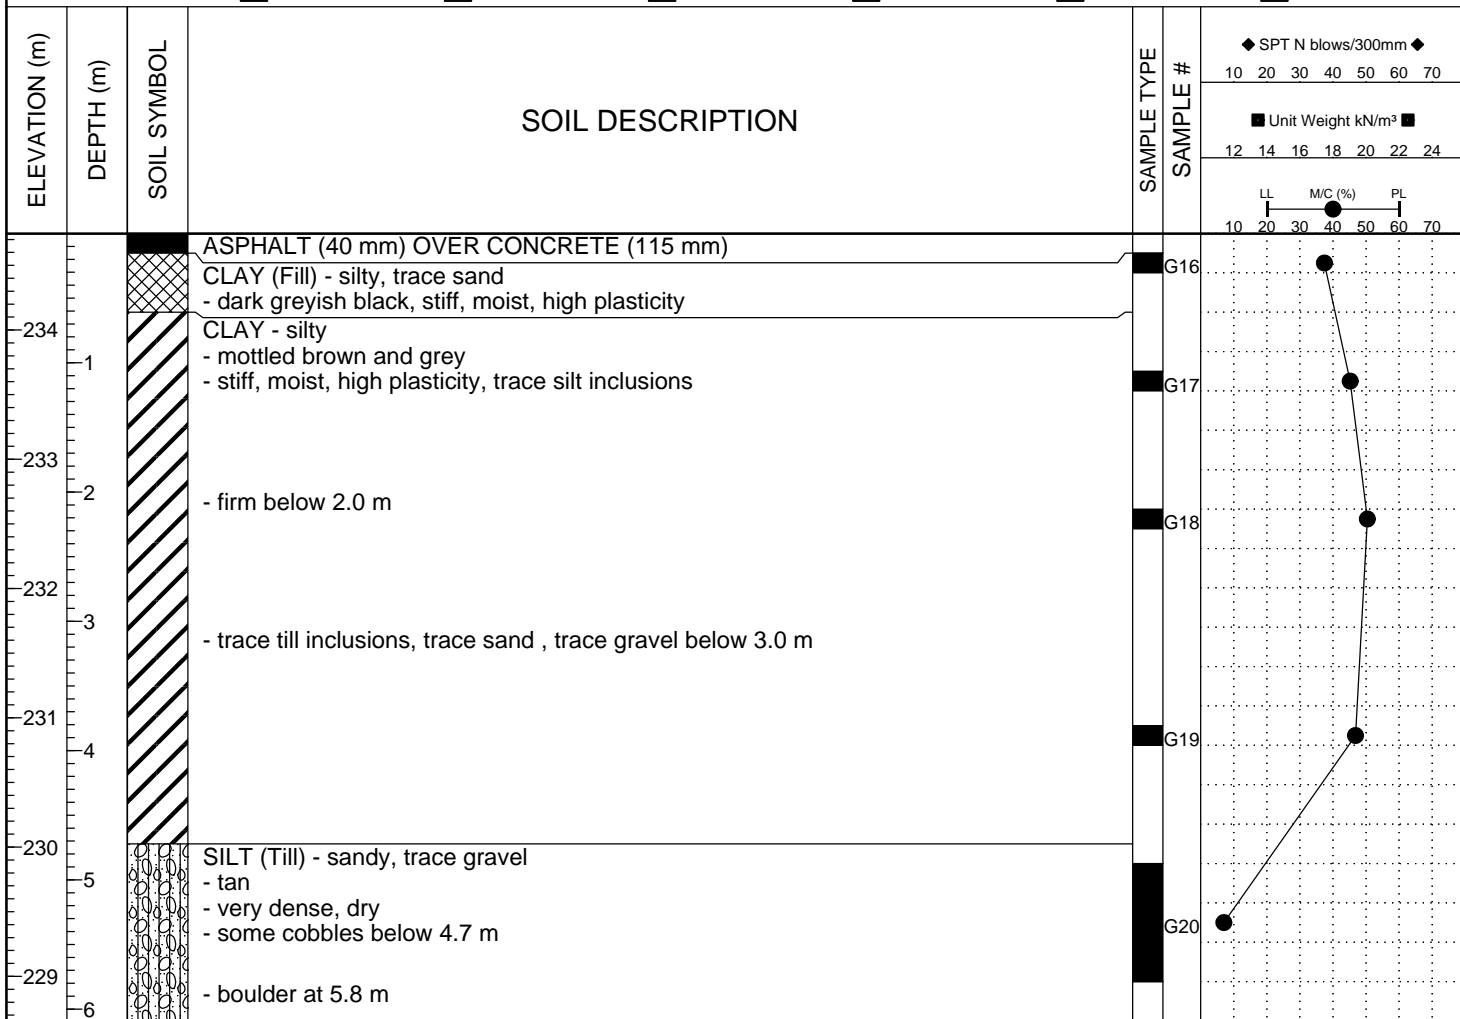 ELEVATION (m)
DEPTH (m)
SOIL SYMBOL
SOIL DESCRIPTION
SAMPLE TYPE
SAMPLE #
◆ SPT N blows/300mm ◆
10 20 30 40 50 60 70
■ Unit Weight kN/m³ ■
12 14 16 18 20 22 24
LL M/C (%) PL
10 20 30 40 50 60 70
ASPHALT (40 mm) OVER CONCRETE (115 mm)
G16
CLAY (Fill) - silty, trace sand
- dark greyish black, stiff, moist, high plasticity
234
CLAY - silty
- mottled brown and grey
1
- stiff, moist, high plasticity, trace silt inclusions
G17
233
2
- firm below 2.0 m
G18
232
3
- trace till inclusions, trace sand , trace gravel below 3.0 m
231
G19
4
230
SILT (Till) - sandy, trace gravel
5
- tan
- very dense, dry
G20
- some cobbles below 4.7 m
229
- boulder at 5.8 m
6